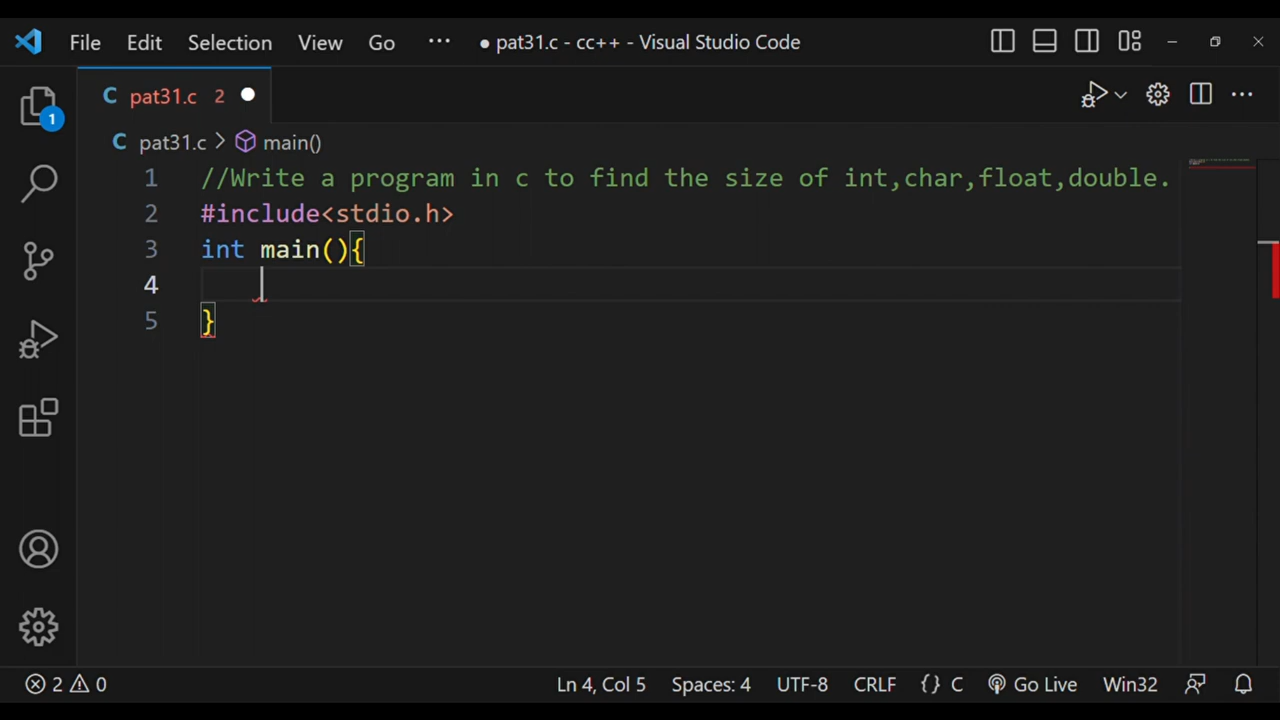 File Edit Selection View Go ··· ● pat31.c - cc++ - Visual Studio Code
C pat31.c 2 ●
C pat31.c > main()
1 //Write a program in c to find the size of int,char,float,double.
2 #include<stdio.h>
3 int main(){
4
5 }
1
2 0 Ln 4, Col 5 Spaces: 4 UTF-8 CRLF {} C Go Live Win32